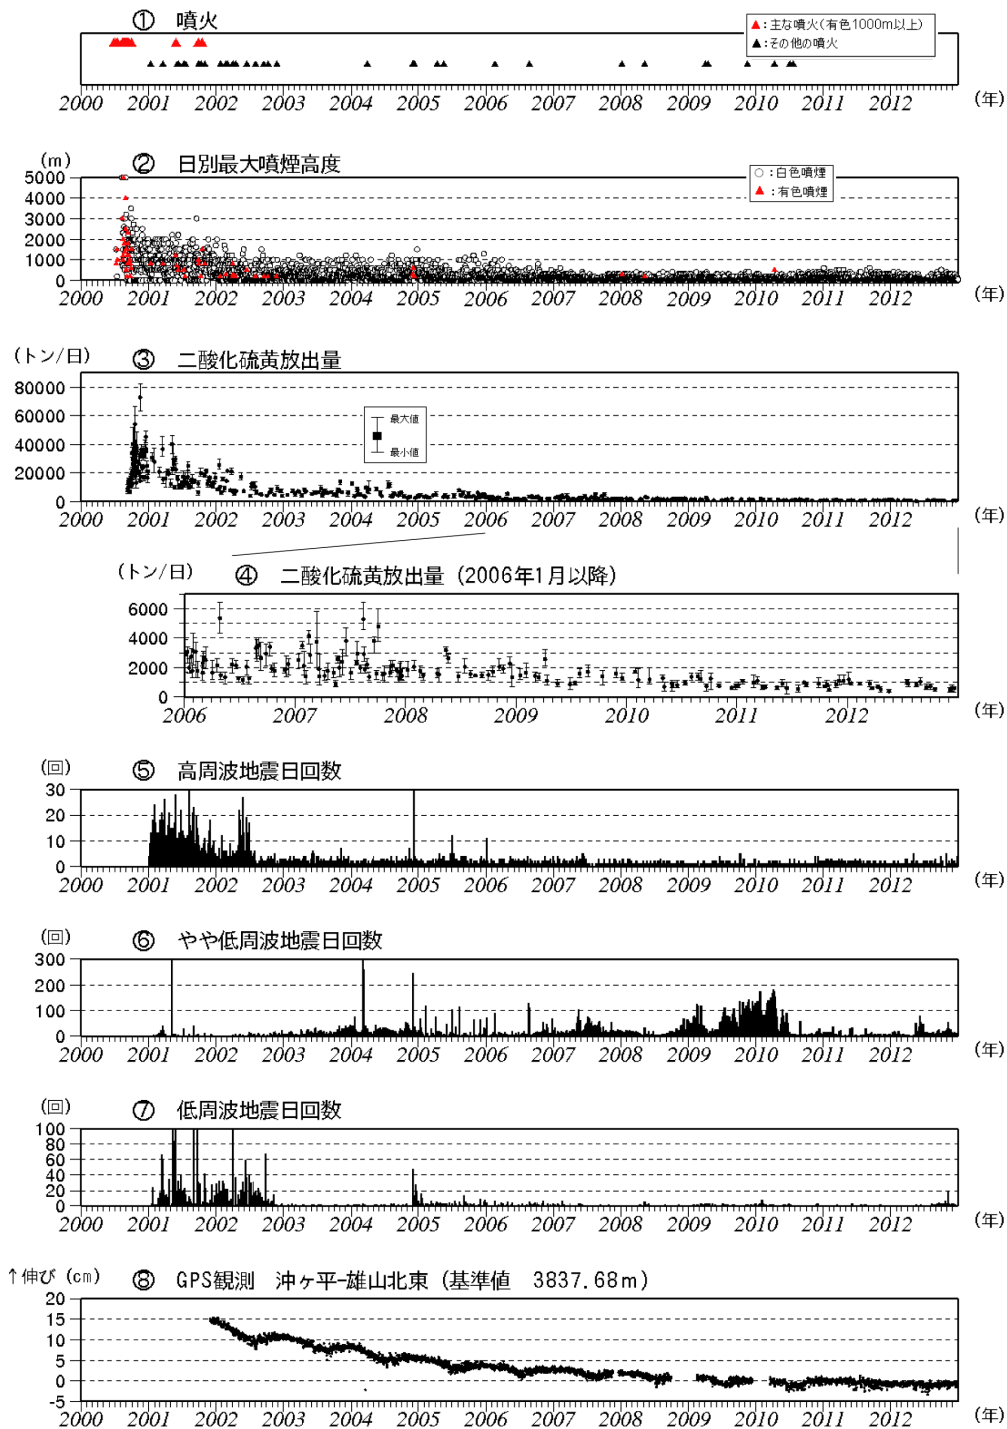 ① 噴火
▲:主な噴火(有色1000m以上)
▲:その他の噴火
2000 2001 2002 2003 2004 2005 2006 2007 2008 2009 2010 2011 2012 (年)
(m) ② 日別最大噴煙高度
○:白色噴煙
▲:有色噴煙
5000
4000
3000
2000
1000
0
2000 2001 2002 2003 2004 2005 2006 2007 2008 2009 2010 2011 2012 (年)
(トン/日) ③ 二酸化硫黄放出量
最大値
最小値
80000
60000
40000
20000
0
2000 2001 2002 2003 2004 2005 2006 2007 2008 2009 2010 2011 2012 (年)
(トン/日) ④ 二酸化硫黄放出量(2006年1月以降)
6000
4000
2000
0
2006 2007 2008 2009 2010 2011 2012 (年)
(回) ⑤ 高周波地震日回数
30
20
10
0
2000 2001 2002 2003 2004 2005 2006 2007 2008 2009 2010 2011 2012 (年)
(回) ⑥ やや低周波地震日回数
300
200
100
0
2000 2001 2002 2003 2004 2005 2006 2007 2008 2009 2010 2011 2012 (年)
(回) ⑦ 低周波地震日回数
100
80
60
40
20
0
2000 2001 2002 2003 2004 2005 2006 2007 2008 2009 2010 2011 2012 (年)
↑伸び(cm) ⑧ GPS観測 沖ヶ平-雄山北東(基準値 3837.68m)
20
15
10
5
0
-5
2000 2001 2002 2003 2004 2005 2006 2007 2008 2009 2010 2011 2012 (年)